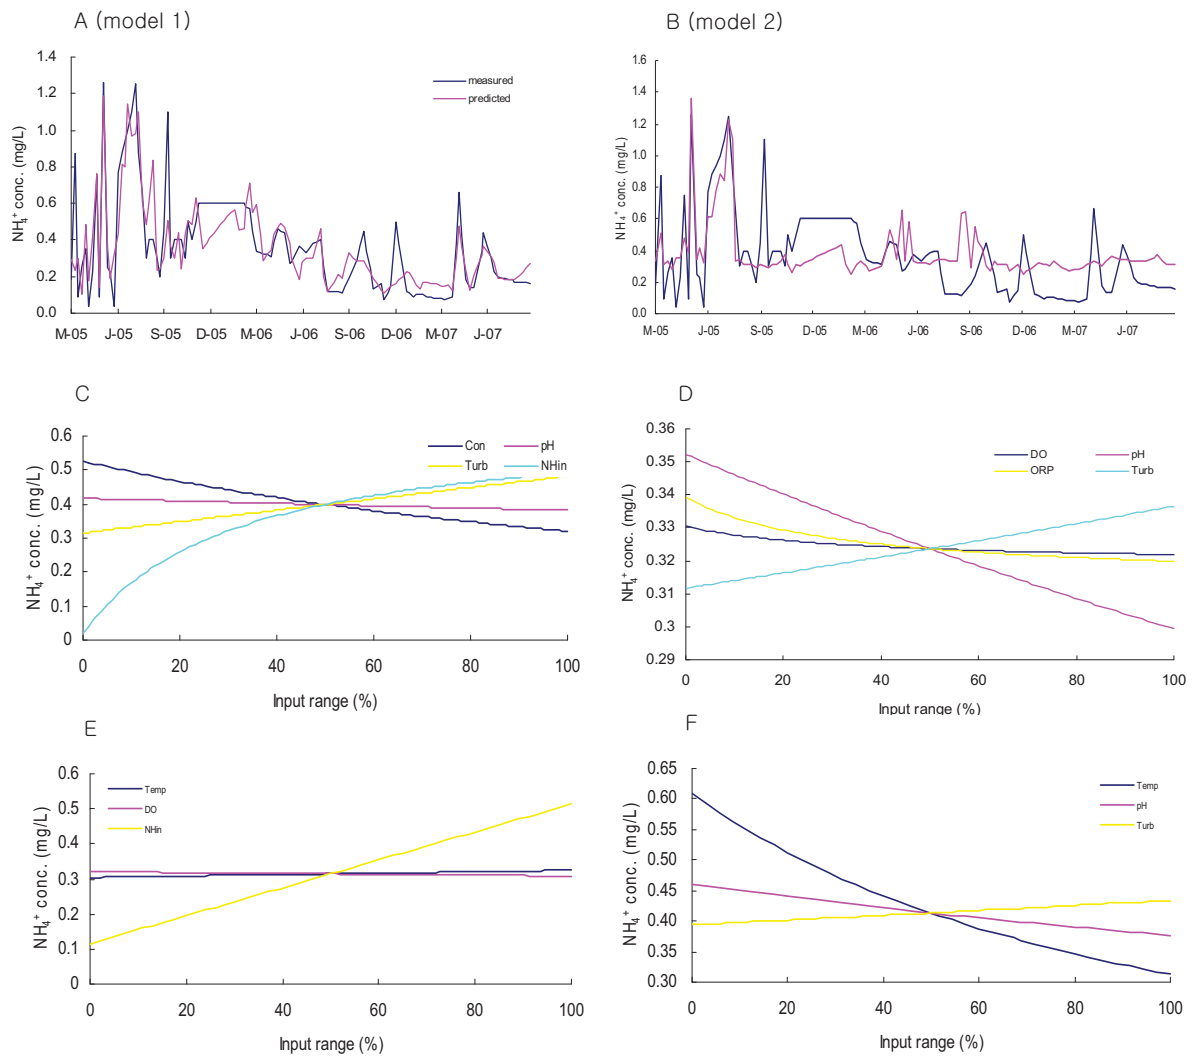 A (model 1)
NH4+ conc. (mg/L)
1.4
1.2
1.0
0.8
0.6
0.4
0.2
0.0
measured
predicted
M-05 J-05 S-05 D-05 M-06 J-06 S-06 D-06 M-07 J-07
B (model 2)
NH4+ conc. (mg/L)
1.6
1.4
1.2
1.0
0.8
0.6
0.4
0.2
0.0
M-05 J-05 S-05 D-05 M-06 J-06 S-06 D-06 M-07 J-07
C
NH4+ conc. (mg/L)
0.6
0.5
0.4
0.3
0.2
0.1
0
Con pH
Turb NHin
0 20 40 60 80 100
Input range (%)
D
NH4+ conc. (mg/L)
0.36
0.35
0.34
0.33
0.32
0.31
0.3
0.29
DO pH
ORP Turb
0 20 40 60 80 100
Input range (%)
E
NH4+ conc. (mg/L)
0.6
0.5
0.4
0.3
0.2
0.1
0
Temp
DO
NHin
0 20 40 60 80 100
Input range (%)
F
NH4+ conc. (mg/L)
0.65
0.60
0.55
0.50
0.45
0.40
0.35
0.30
Temp
pH
Turb
0 20 40 60 80 100
Input range (%)